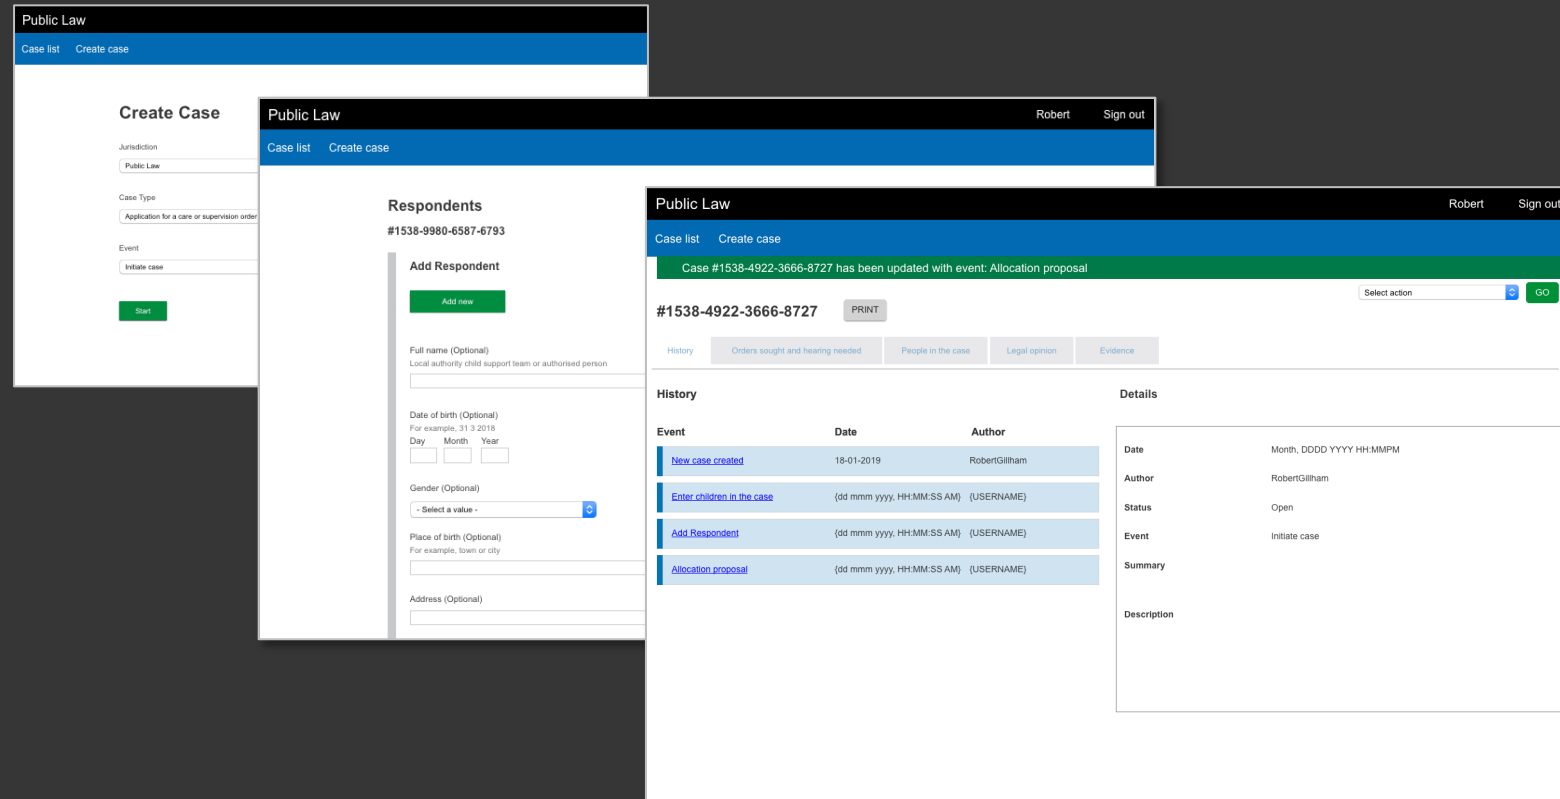 Public Law
Case list Create case
Create Case
Jurisdiction
Public Law
Case Type
Application for a care or supervision order
Event
Initiate case
Start
Public Law Robert Sign out
Case list Create case
Respondents
#1538-9980-6587-6793
Add Respondent
Add new
Full name (Optional)
Local authority child support team or authorised person
Date of birth (Optional)
For example, 31 3 2018
Day Month Year
Gender (Optional)
- Select a value -
Place of birth (Optional)
For example, town or city
Address (Optional)
Public Law Robert Sign out
Case list Create case
Case #1538-4922-3666-8727 has been updated with event: Allocation proposal
Select action GO
#1538-4922-3666-8727 PRINT
History Orders sought and hearing needed People in the case Legal opinion Evidence
History
Event Date Author
New case created 18-01-2019 RobertGillham
Enter children in the case {dd mmm yyyy, HH:MM:SS AM} {USERNAME}
Add Respondent {dd mmm yyyy, HH:MM:SS AM} {USERNAME}
Allocation proposal {dd mmm yyyy, HH:MM:SS AM} {USERNAME}
Details
Date Month, DDDD YYYY HH:MMPM
Author RobertGillham
Status Open
Event Initiate case
Summary
Description